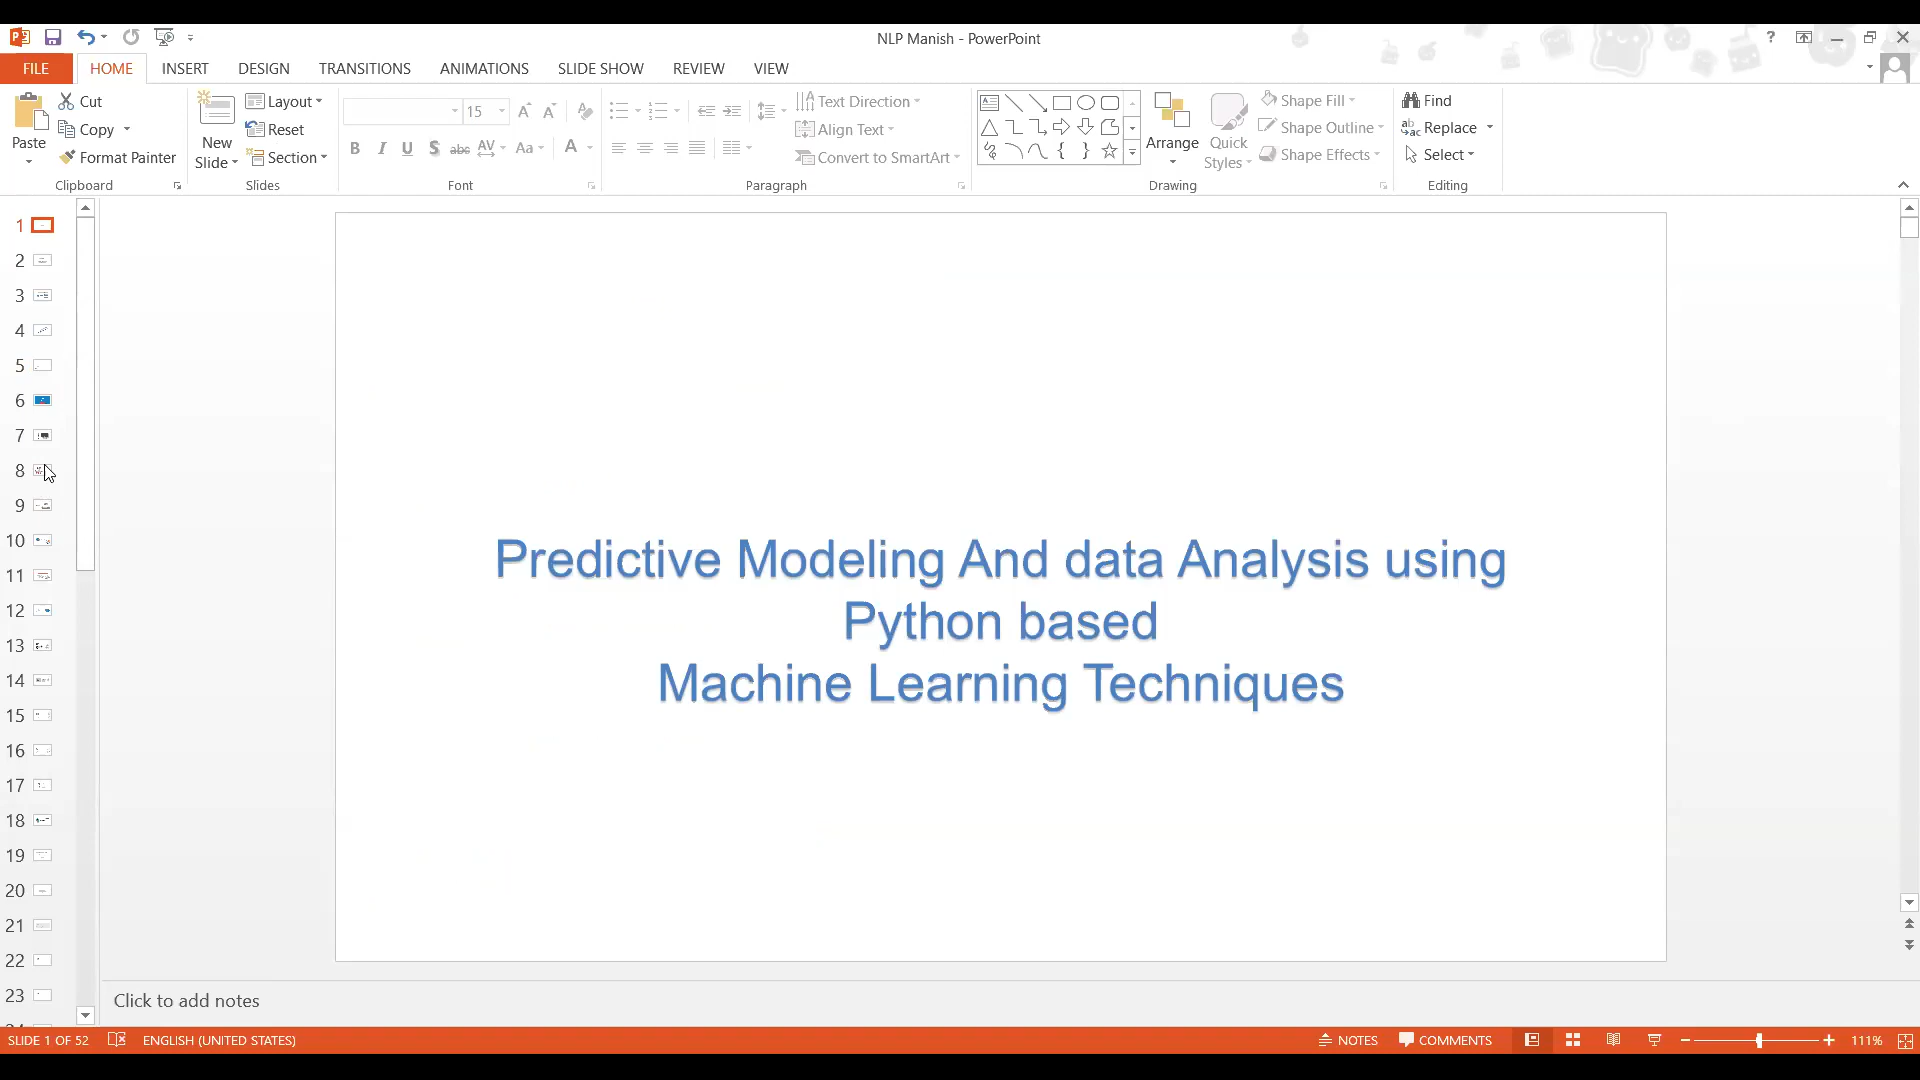 NLP Manish - PowerPoint
FILE HOME INSERT DESIGN TRANSITIONS ANIMATIONS SLIDE SHOW REVIEW VIEW
Paste
Cut
Copy
Format Painter
Clipboard
New
Slide
Layout
Reset
Section
Slides
15
B I U S abc AV Aa A
Font
Text Direction
Align Text
Convert to SmartArt
Paragraph
Arrange
Quick
Styles
Shape Fill
Shape Outline
Shape Effects
Drawing
Find
Replace
Select
Editing
1
2
3
4
5
6
7
8
9
10
11
12
13
14
15
16
17
18
19
20
21
22
23
Predictive Modeling And data Analysis using
Python based
Machine Learning Techniques
Click to add notes
SLIDE 1 OF 52 ENGLISH (UNITED STATES) NOTES COMMENTS 111%